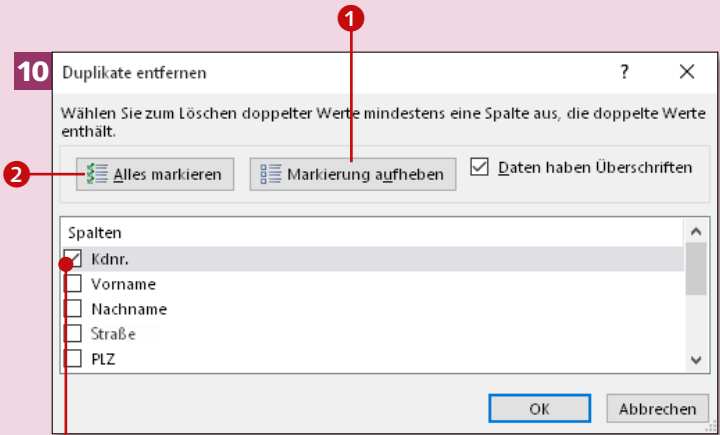 1
10
Duplikate entfernen ? ×
Wählen Sie zum Löschen doppelter Werte mindestens eine Spalte aus, die doppelte Werte
enthält.
2
Alles markieren Markierung aufheben Daten haben Überschriften
Spalten
Kdnr.
Vorname
Nachname
Straße
PLZ
OK Abbrechen